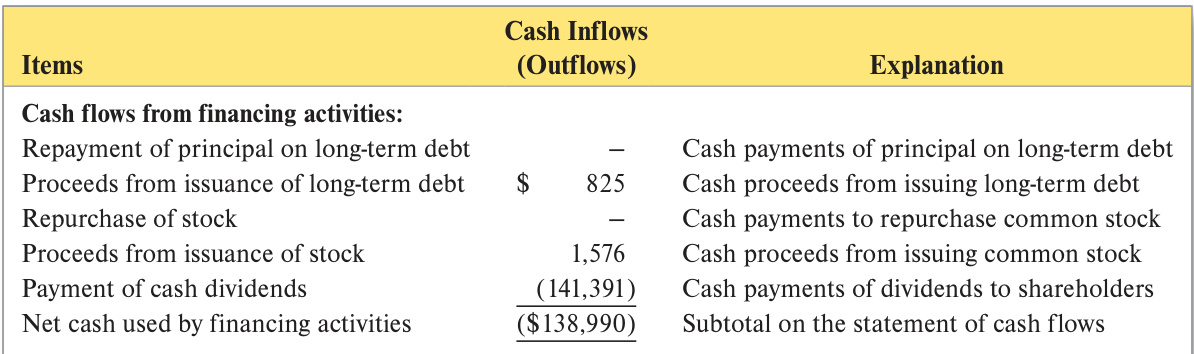 Cash Inflows
Items (Outflows) Explanation
Cash flows from financing activities:
Repayment of principal on long-term debt – Cash payments of principal on long-term debt
Proceeds from issuance of long-term debt $ 825 Cash proceeds from issuing long-term debt
Repurchase of stock – Cash payments to repurchase common stock
Proceeds from issuance of stock 1,576 Cash proceeds from issuing common stock
Payment of cash dividends (141,391) Cash payments of dividends to shareholders
Net cash used by financing activities ($138,990) Subtotal on the statement of cash flows